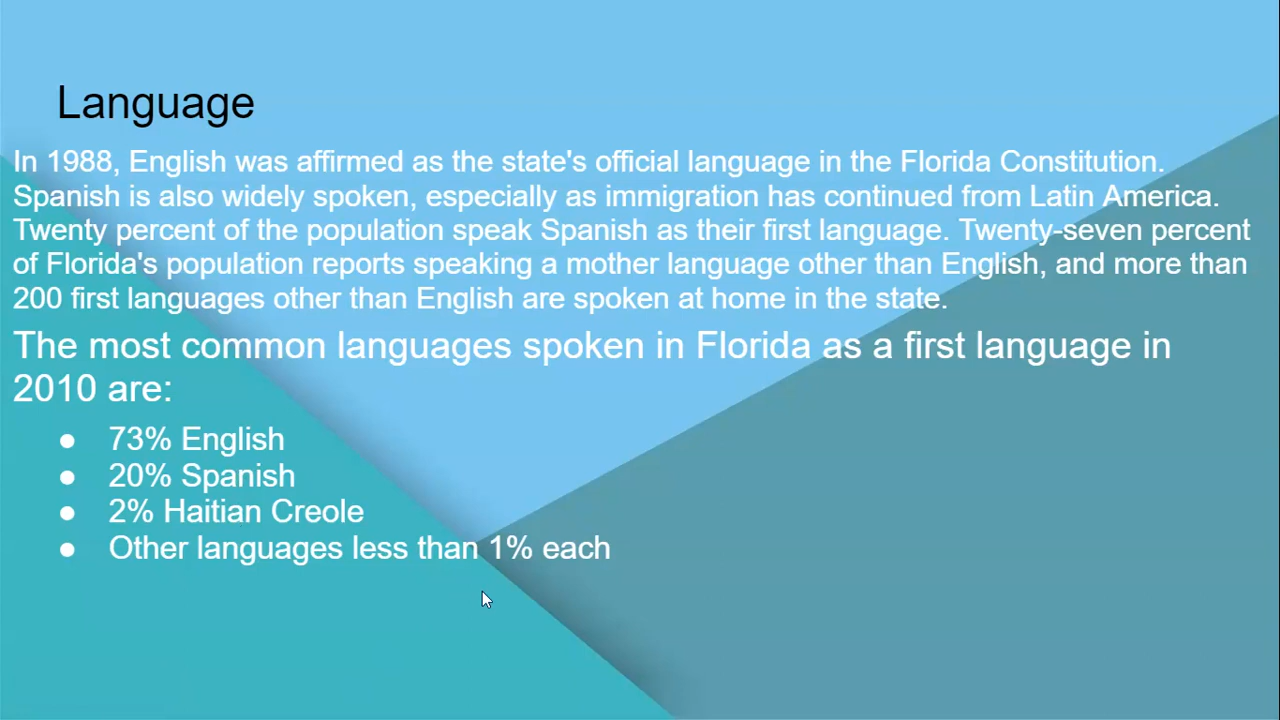 Language
In 1988, English was affirmed as the state's official language in the Florida Constitution.
Spanish is also widely spoken, especially as immigration has continued from Latin America.
Twenty percent of the population speak Spanish as their first language. Twenty-seven percent
of Florida's population reports speaking a mother language other than English, and more than
200 first languages other than English are spoken at home in the state.
The most common languages spoken in Florida as a first language in
2010 are:
● 73% English
● 20% Spanish
● 2% Haitian Creole
● Other languages less than 1% each